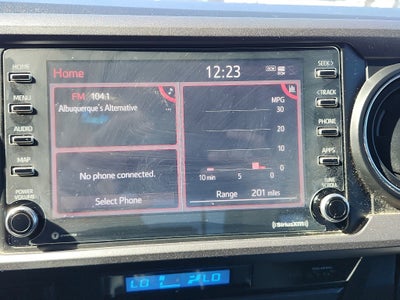 HOME
MENU
AUDIO
MAP
POWER
VOLUME
Home
12:23
FM 104.1
Albuquerque's Alternative
...
No phone connected.
Select Phone
MPG
30
20
10
0
10 min 5 0
Range 201 miles
SEEK>
<TRACK
PHONE
APPS
TUNE
SCROLL
SiriusXM
LO LO